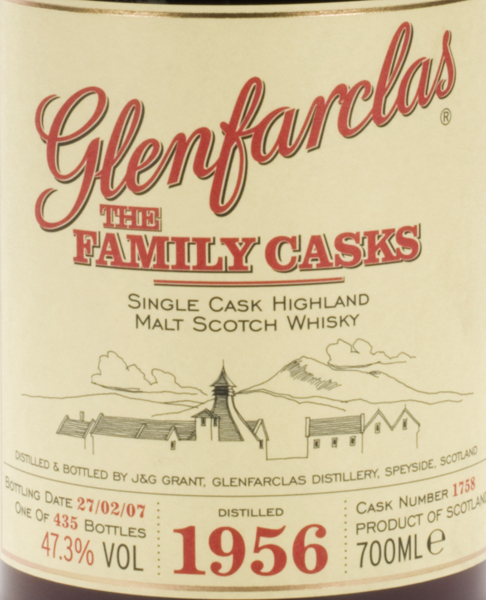 Glenfarclas®
THE
FAMILY CASKS
SINGLE CASK HIGHLAND
MALT SCOTCH WHISKY
DISTILLED & BOTTLED BY J&G GRANT, GLENFARCLAS DISTILLERY, SPEYSIDE, SCOTLAND
BOTTLING DATE 27/02/07
ONE OF 435 BOTTLES
47.3% VOL
DISTILLED
1956
CASK NUMBER 1758
PRODUCT OF SCOTLAND
700ML e